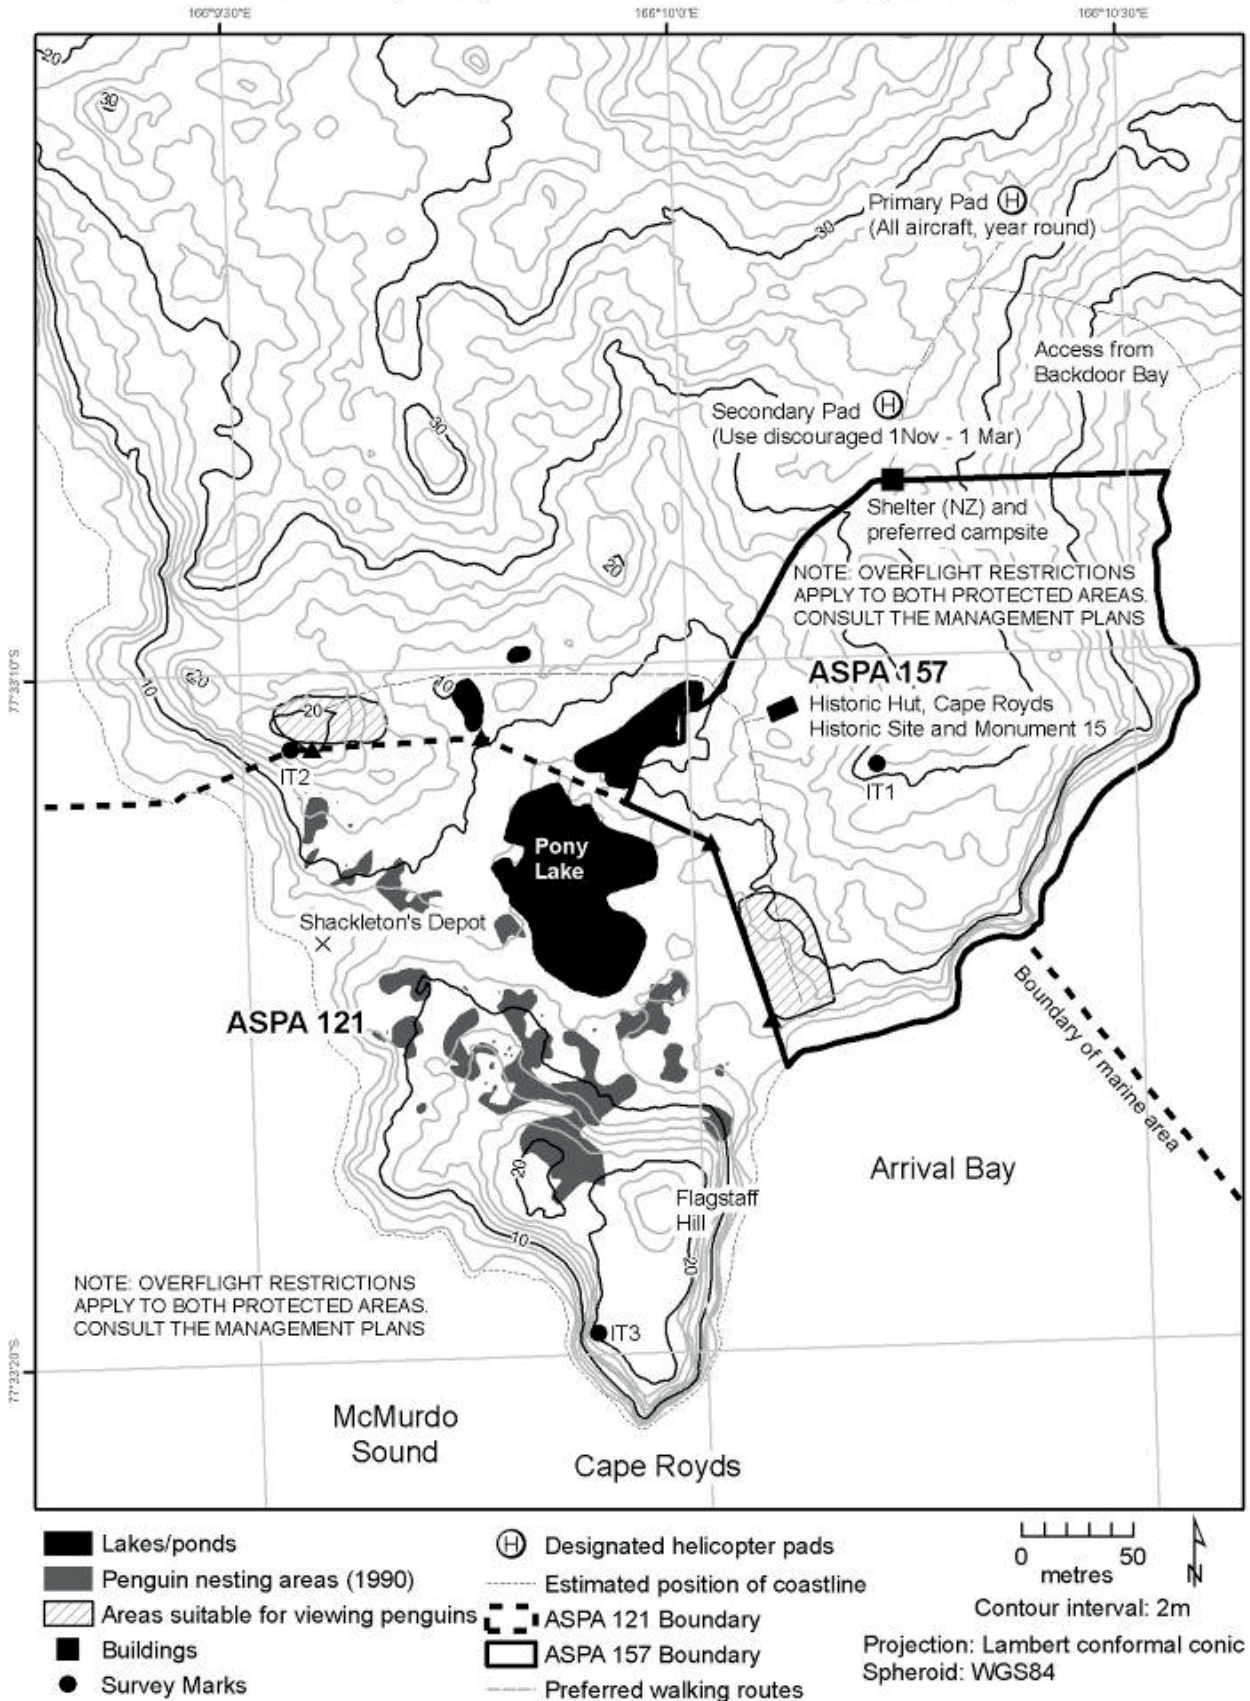 166°9'30"E
166°10'0"E
166°10'30"E
20
30
Primary Pad H
(All aircraft, year round)
30
Access from
Backdoor Bay
Secondary Pad H
(Use discouraged 1Nov - 1 Mar)
30
Shelter (NZ) and
preferred campsite
20
NOTE: OVERFLIGHT RESTRICTIONS
APPLY TO BOTH PROTECTED AREAS.
CONSULT THE MANAGEMENT PLANS
77°33'10"S
10
20
10
ASPA 157
Historic Hut, Cape Royds
Historic Site and Monument 15
20
IT2
IT1
Pony
Lake
Shackleton's Depot
ASPA 121
Boundary of marine area
Arrival Bay
20
Flagstaff
Hill
10
20
NOTE: OVERFLIGHT RESTRICTIONS
APPLY TO BOTH PROTECTED AREAS.
CONSULT THE MANAGEMENT PLANS
IT3
77°33'20"S
McMurdo
Sound
Cape Royds
Lakes/ponds
Penguin nesting areas (1990)
Areas suitable for viewing penguins
Buildings
Survey Marks
H Designated helicopter pads
Estimated position of coastline
ASPA 121 Boundary
ASPA 157 Boundary
Preferred walking routes
0 50
metres
N
Contour interval: 2m
Projection: Lambert conformal conic
Spheroid: WGS84